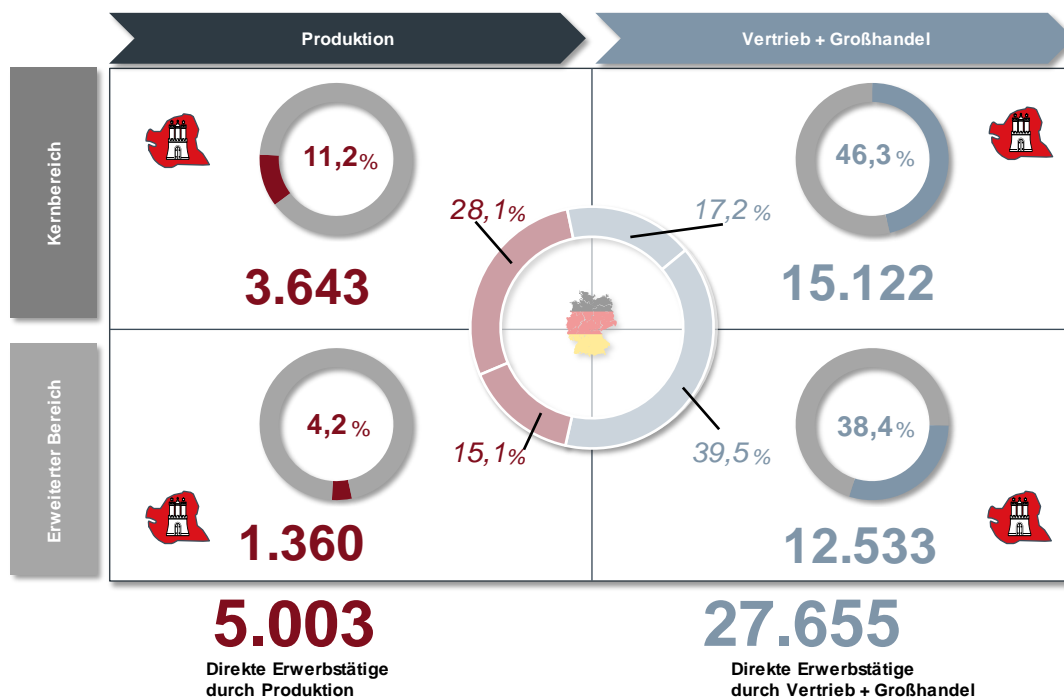 Produktion
Vertrieb + Großhandel
Kernbereich
11,2 %
3.643
46,3 %
15.122
28,1%
17,2 %
Erweiterter Bereich
4,2 %
1.360
38,4 %
12.533
15,1%
39,5 %
5.003
Direkte Erwerbstätige
durch Produktion
27.655
Direkte Erwerbstätige
durch Vertrieb + Großhandel